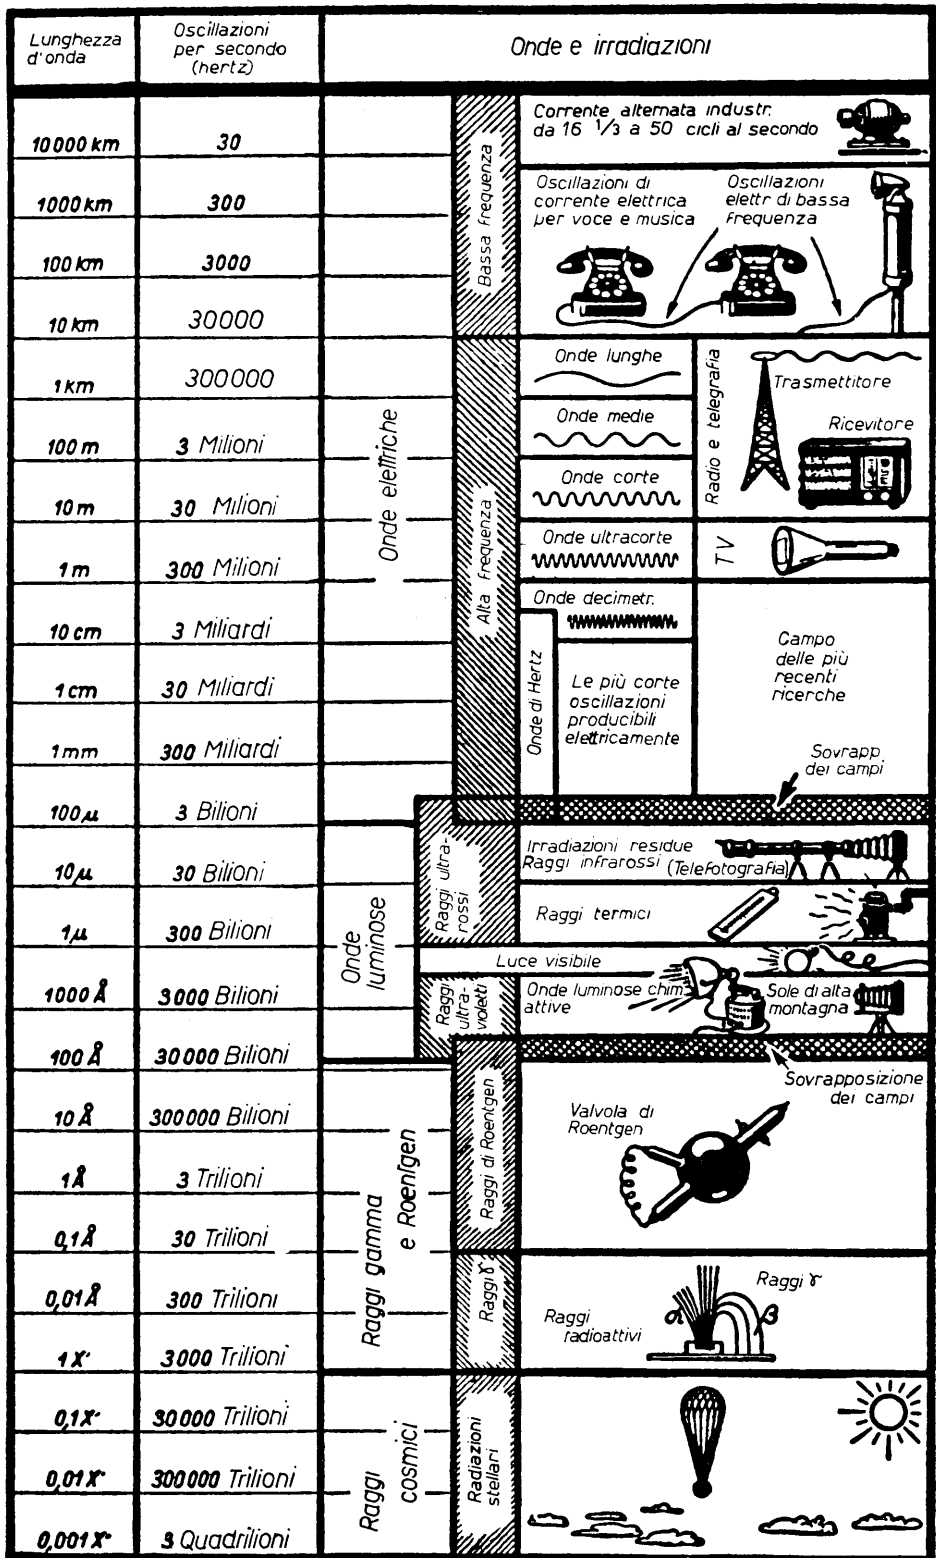 Lunghezza
d'onda
Oscillazioni
per secondo
(hertz)
Onde e irradiazioni
10000 km
30
1000 km
300
100 km
3000
10 km
30000
1 km
300000
100 m
3 Milioni
10 m
30 Milioni
1 m
300 Milioni
10 cm
3 Miliardi
1 cm
30 Miliardi
1 mm
300 Miliardi
100 µ
3 Bilioni
10 µ
30 Bilioni
1 µ
300 Bilioni
1000 Å
3000 Bilioni
100 Å
30000 Bilioni
10 Å
300000 Bilioni
1 Å
3 Trilioni
0,1 Å
30 Trilioni
0,01 Å
300 Trilioni
1 X'
3000 Trilioni
0,1 X'
30000 Trilioni
0,01 X'
300000 Trilioni
0,001 X'
3 Quadrilioni
Onde elettriche
Onde
luminose
Raggi gamma
e Roentgen
Raggi
cosmici
Bassa frequenza
Alta frequenza
Raggi ultra-
rossi
Raggi
ultra-
violetti
Raggi di Roentgen
Raggi γ
Radiazioni
stellari
Corrente alternata industr.
da 16 1/3 a 50 cicli al secondo
Oscillazioni di
corrente elettrica
per voce e musica
Oscillazioni
elettr di bassa
frequenza
Onde lunghe
Onde medie
Onde corte
Onde ultracorte
Onde decimetr.
Radio e telegrafia
Trasmettitore
Ricevitore
TV
Onde di Hertz
Le più corte
oscillazioni
producibili
elettricamente
Campo
delle più
recenti
ricerche
Sovrapp.
dei campi
Irradiazioni residue
Raggi infrarossi (Telefotografia)
Raggi termici
Luce visibile
Onde luminose chim.
attive
Sole di alta
montagna
Sovrapposizione
dei campi
Valvola di
Roentgen
Raggi γ
α
β
Raggi
radioattivi